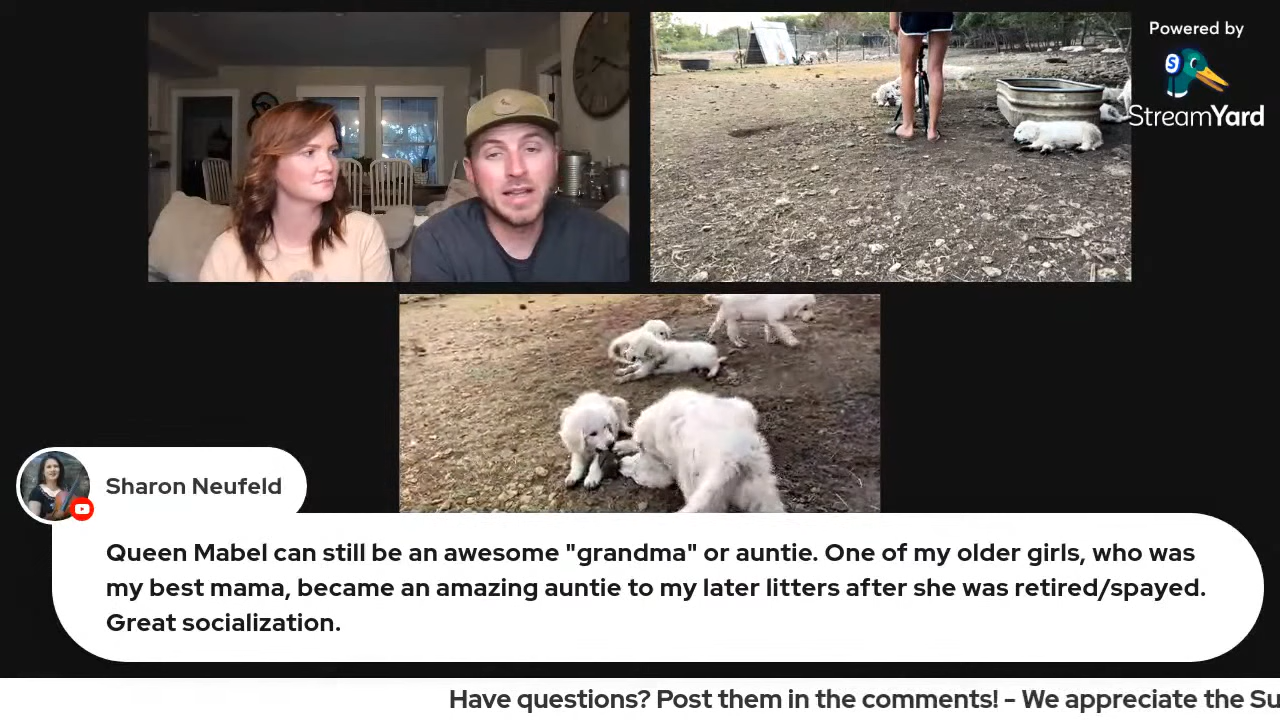 Powered by
S
StreamYard
Sharon Neufeld
Queen Mabel can still be an awesome "grandma" or auntie. One of my older girls, who was
my best mama, became an amazing auntie to my later litters after she was retired/spayed.
Great socialization.
Have questions? Post them in the comments! - We appreciate the Su